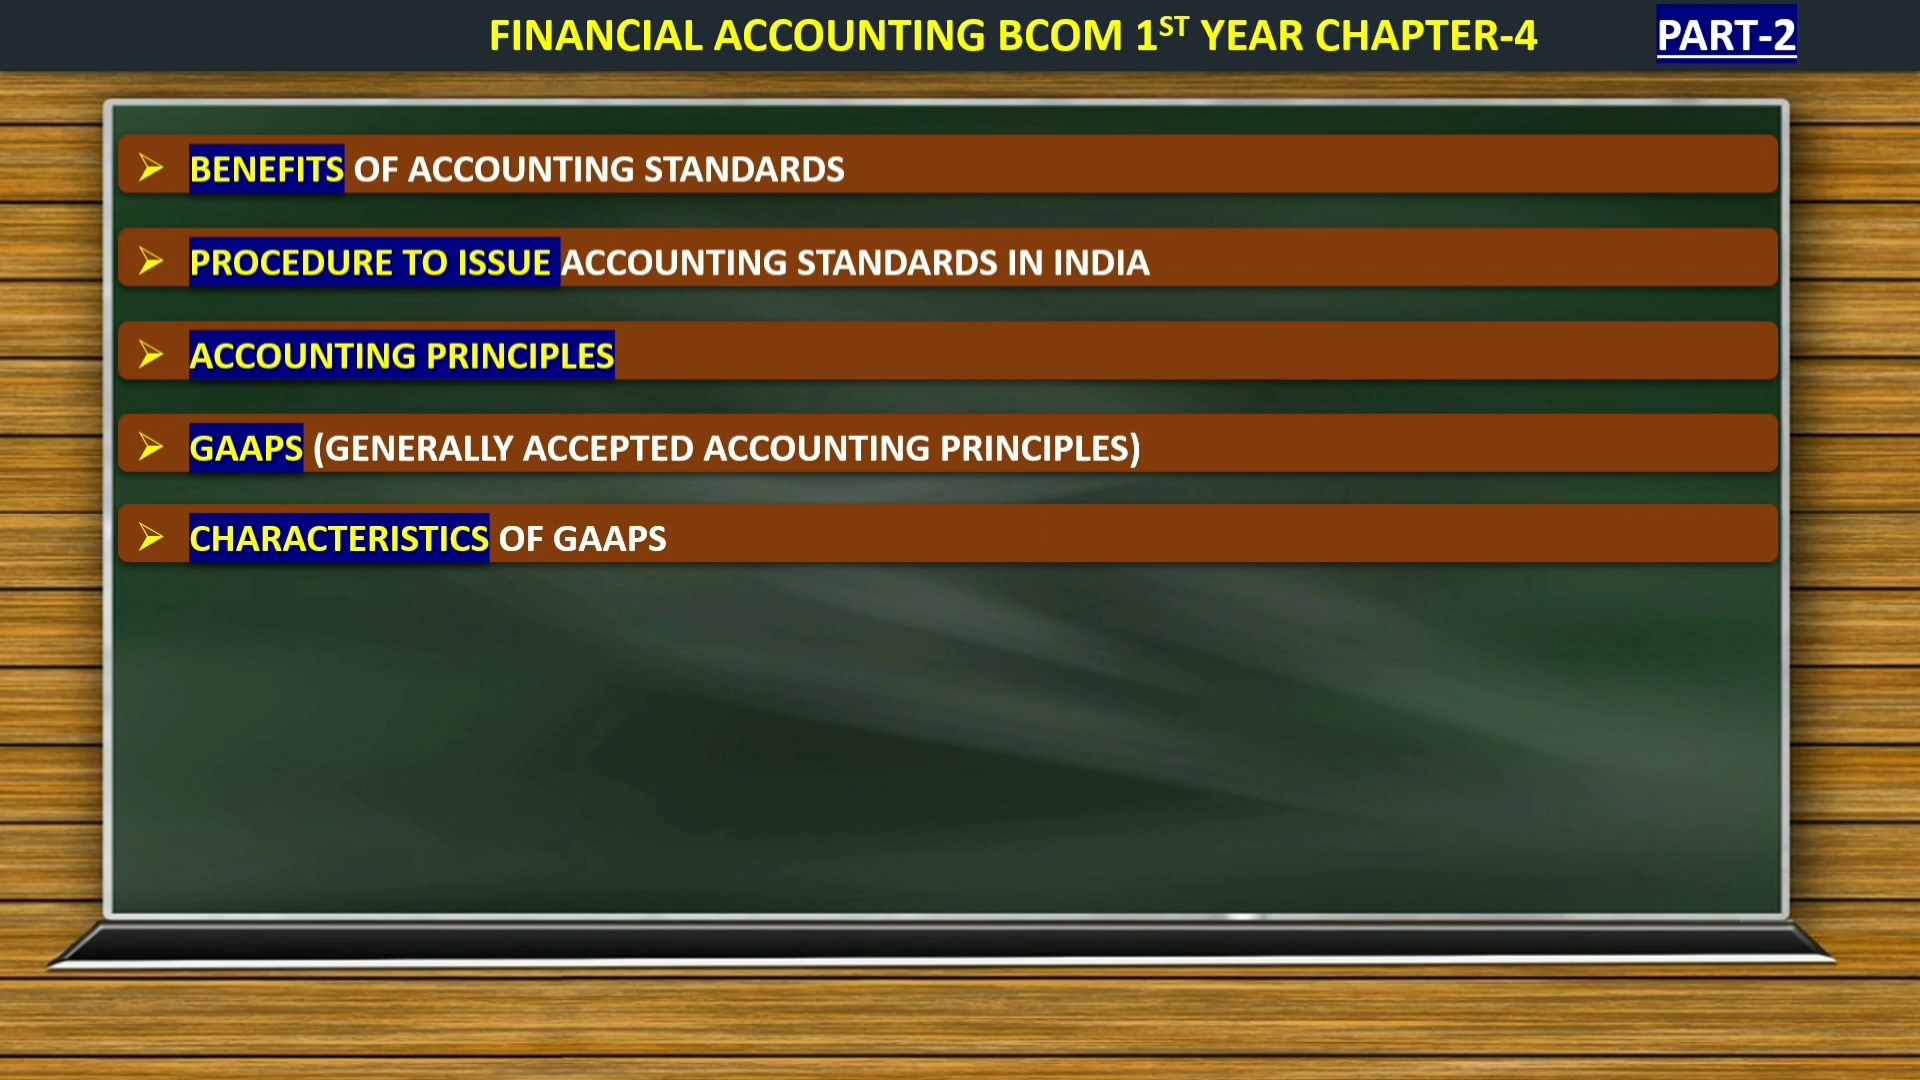 FINANCIAL ACCOUNTING BCOM 1ST YEAR CHAPTER-4 PART-2
BENEFITS OF ACCOUNTING STANDARDS
PROCEDURE TO ISSUE ACCOUNTING STANDARDS IN INDIA
ACCOUNTING PRINCIPLES
GAAPS (GENERALLY ACCEPTED ACCOUNTING PRINCIPLES)
CHARACTERISTICS OF GAAPS